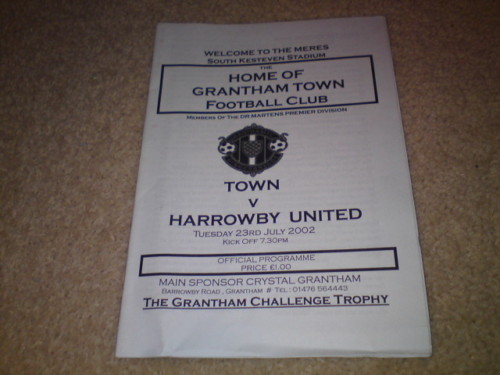 WELCOME TO THE MERES
SOUTH KESTEVEN STADIUM
THE
HOME OF
GRANTHAM TOWN
FOOTBALL CLUB
MEMBERS OF THE DR MARTENS PREMIER DIVISION
TOWN
V
HARROWBY UNITED
TUESDAY 23RD JULY 2002
KICK OFF 7.30PM
OFFICIAL PROGRAMME
PRICE £1.00
MAIN SPONSOR CRYSTAL GRANTHAM
BARROWBY ROAD , GRANTHAM # TEL : 01476 564443
THE GRANTHAM CHALLENGE TROPHY